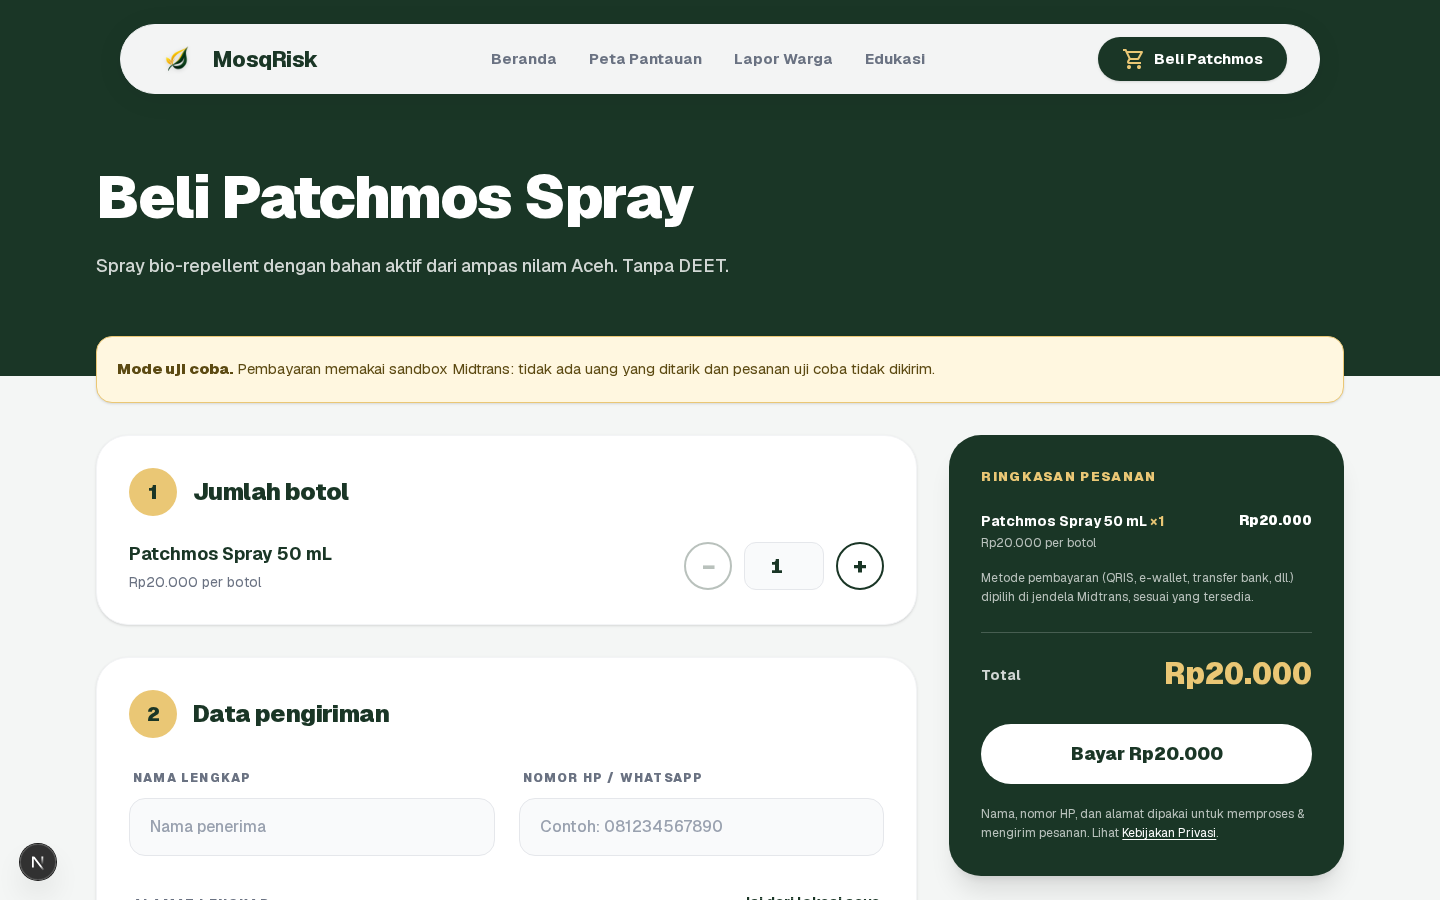 MosqRisk
Beranda
Peta Pantauan
Lapor Warga
Edukasi
Beli Patchmos
Beli Patchmos Spray
Spray bio-repellent dengan bahan aktif dari ampas nilam Aceh. Tanpa DEET.
Mode uji coba. Pembayaran memakai sandbox Midtrans: tidak ada uang yang ditarik dan pesanan uji coba tidak dikirim.
1
Jumlah botol
Patchmos Spray 50 mL
Rp20.000 per botol
− 1 +
2
Data pengiriman
NAMA LENGKAP
Nama penerima
NOMOR HP / WHATSAPP
Contoh: 081234567890
RINGKASAN PESANAN
Patchmos Spray 50 mL ×1
Rp20.000
Rp20.000 per botol
Metode pembayaran (QRIS, e-wallet, transfer bank, dll.)
dipilih di jendela Midtrans, sesuai yang tersedia.
Total
Rp20.000
Bayar Rp20.000
Nama, nomor HP, dan alamat dipakai untuk memproses &
mengirim pesanan. Lihat Kebijakan Privasi.
N